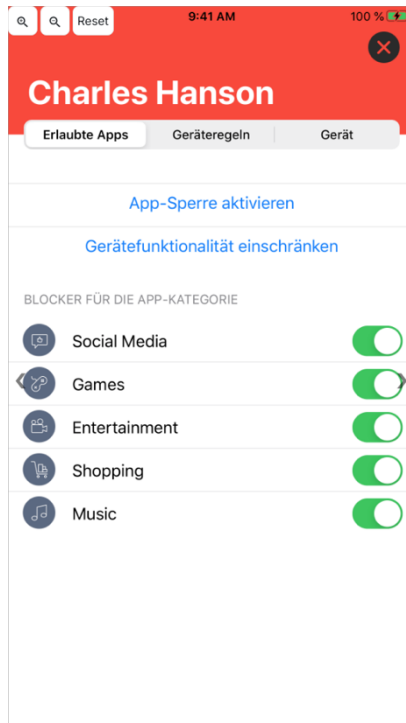 Reset
9:41 AM
100 %
Charles Hanson
Erlaubte Apps
Geräteregeln
Gerät
App-Sperre aktivieren
Gerätefunktionalität einschränken
BLOCKER FÜR DIE APP-KATEGORIE
Social Media
Games
Entertainment
Shopping
Music